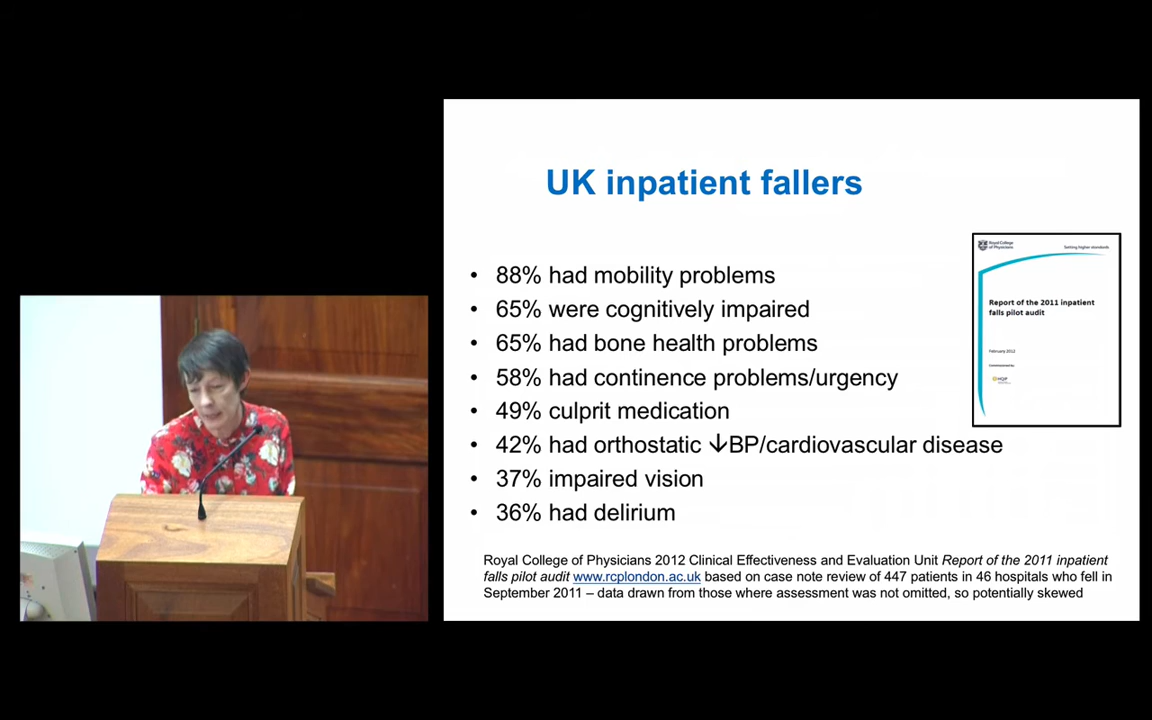 UK inpatient fallers
• 88% had mobility problems
• 65% were cognitively impaired
• 65% had bone health problems
• 58% had continence problems/urgency
• 49% culprit medication
• 42% had orthostatic ↓BP/cardiovascular disease
• 37% impaired vision
• 36% had delirium
Royal College of Physicians
Setting higher standards
Report of the 2011 inpatient
falls pilot audit
February 2012
Royal College of Physicians 2012 Clinical Effectiveness and Evaluation Unit Report of the 2011 inpatient
falls pilot audit www.rcplondon.ac.uk based on case note review of 447 patients in 46 hospitals who fell in
September 2011 – data drawn from those where assessment was not omitted, so potentially skewed